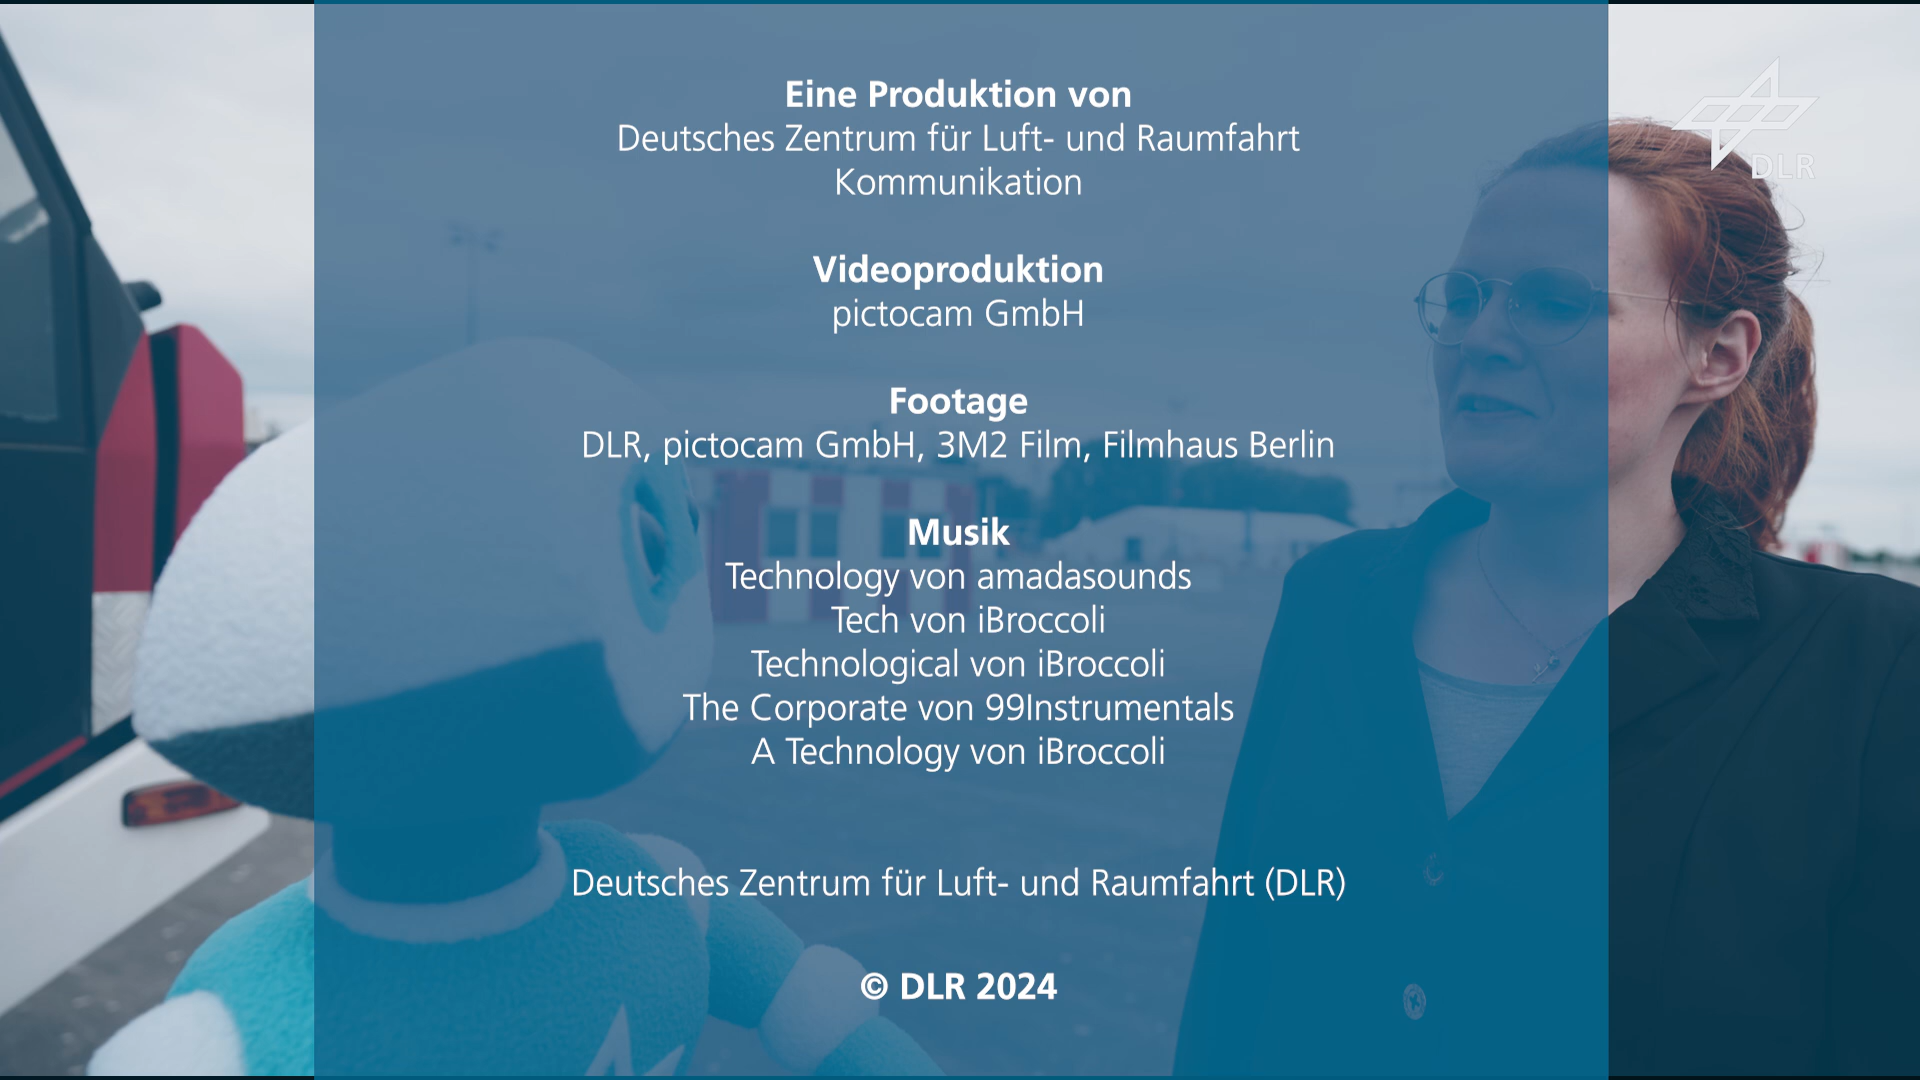 Eine Produktion von
Deutsches Zentrum für Luft- und Raumfahrt
Kommunikation
Videoproduktion
pictocam GmbH
Footage
DLR, pictocam GmbH, 3M2 Film, Filmhaus Berlin
Musik
Technology von amadasounds
Tech von iBroccoli
Technological von iBroccoli
The Corporate von 99Instrumentals
A Technology von iBroccoli
Deutsches Zentrum für Luft- und Raumfahrt (DLR)
© DLR 2024
DLR